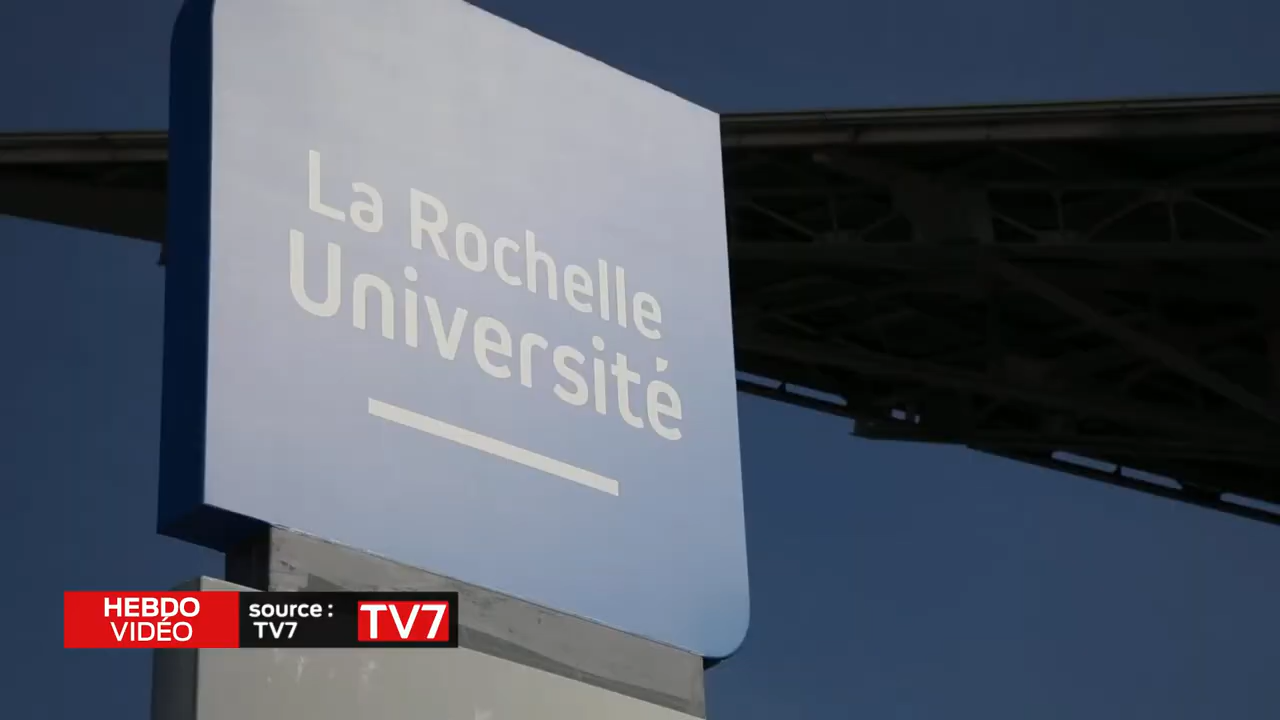 La Rochelle
Université
HEBDO
VIDÉO
source :
TV7
TV7